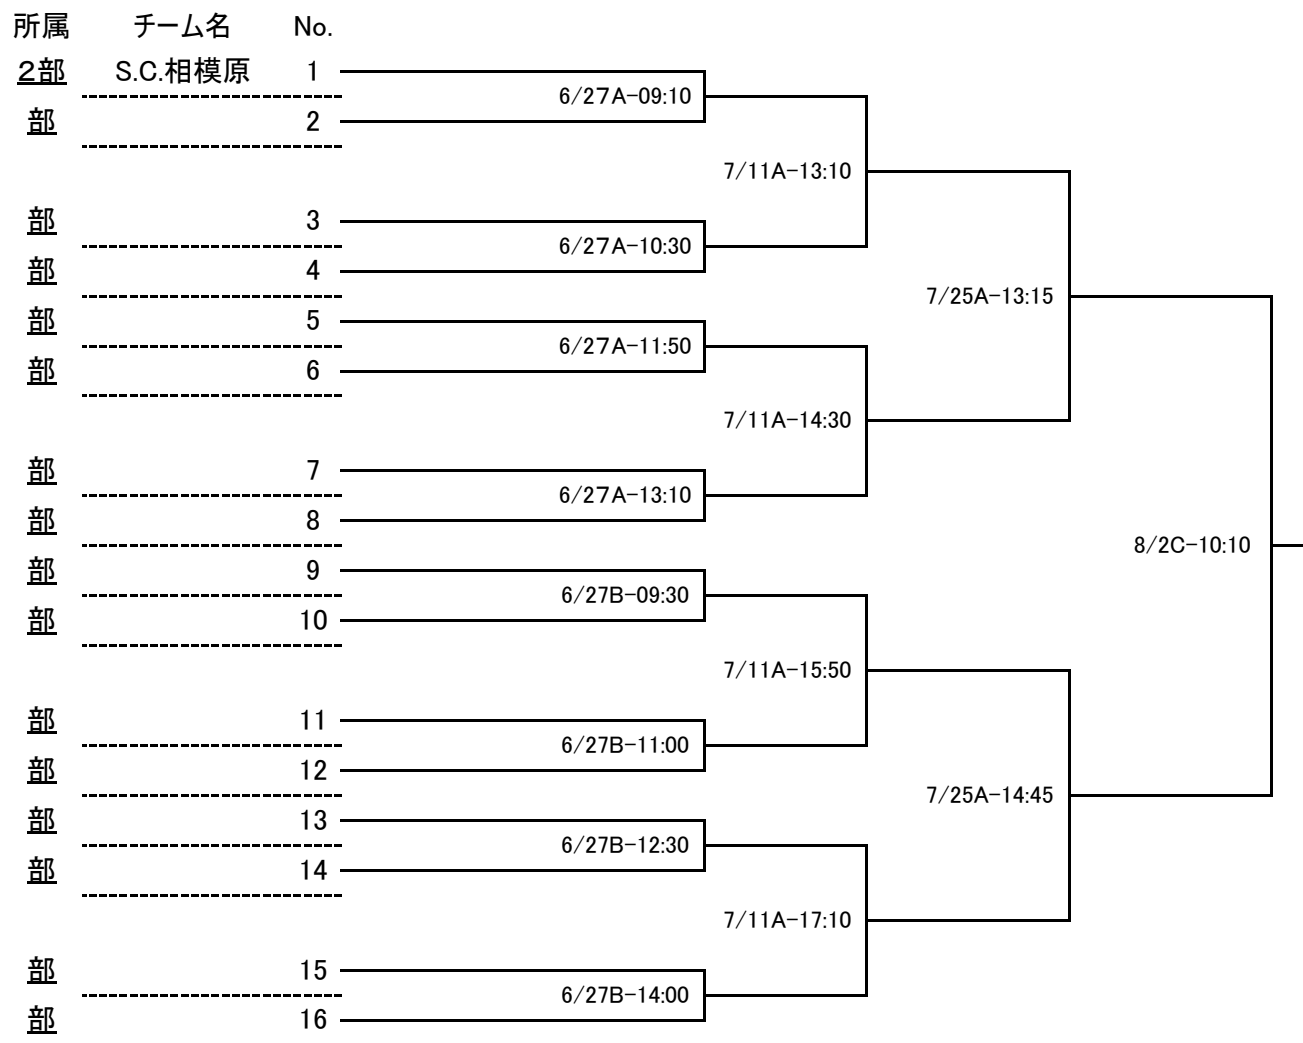 所属 チーム名 No.
２部 S.C.相模原 1
6/27A-09:10
部 2
7/11A-13:10
部 3
6/27A-10:30
部 4
7/25A-13:15
部 5
6/27A-11:50
部 6
7/11A-14:30
部 7
6/27A-13:10
部 8
8/2C-10:10
部 9
6/27B-09:30
部 10
7/11A-15:50
部 11
6/27B-11:00
部 12
7/25A-14:45
部 13
6/27B-12:30
部 14
7/11A-17:10
部 15
6/27B-14:00
部 16